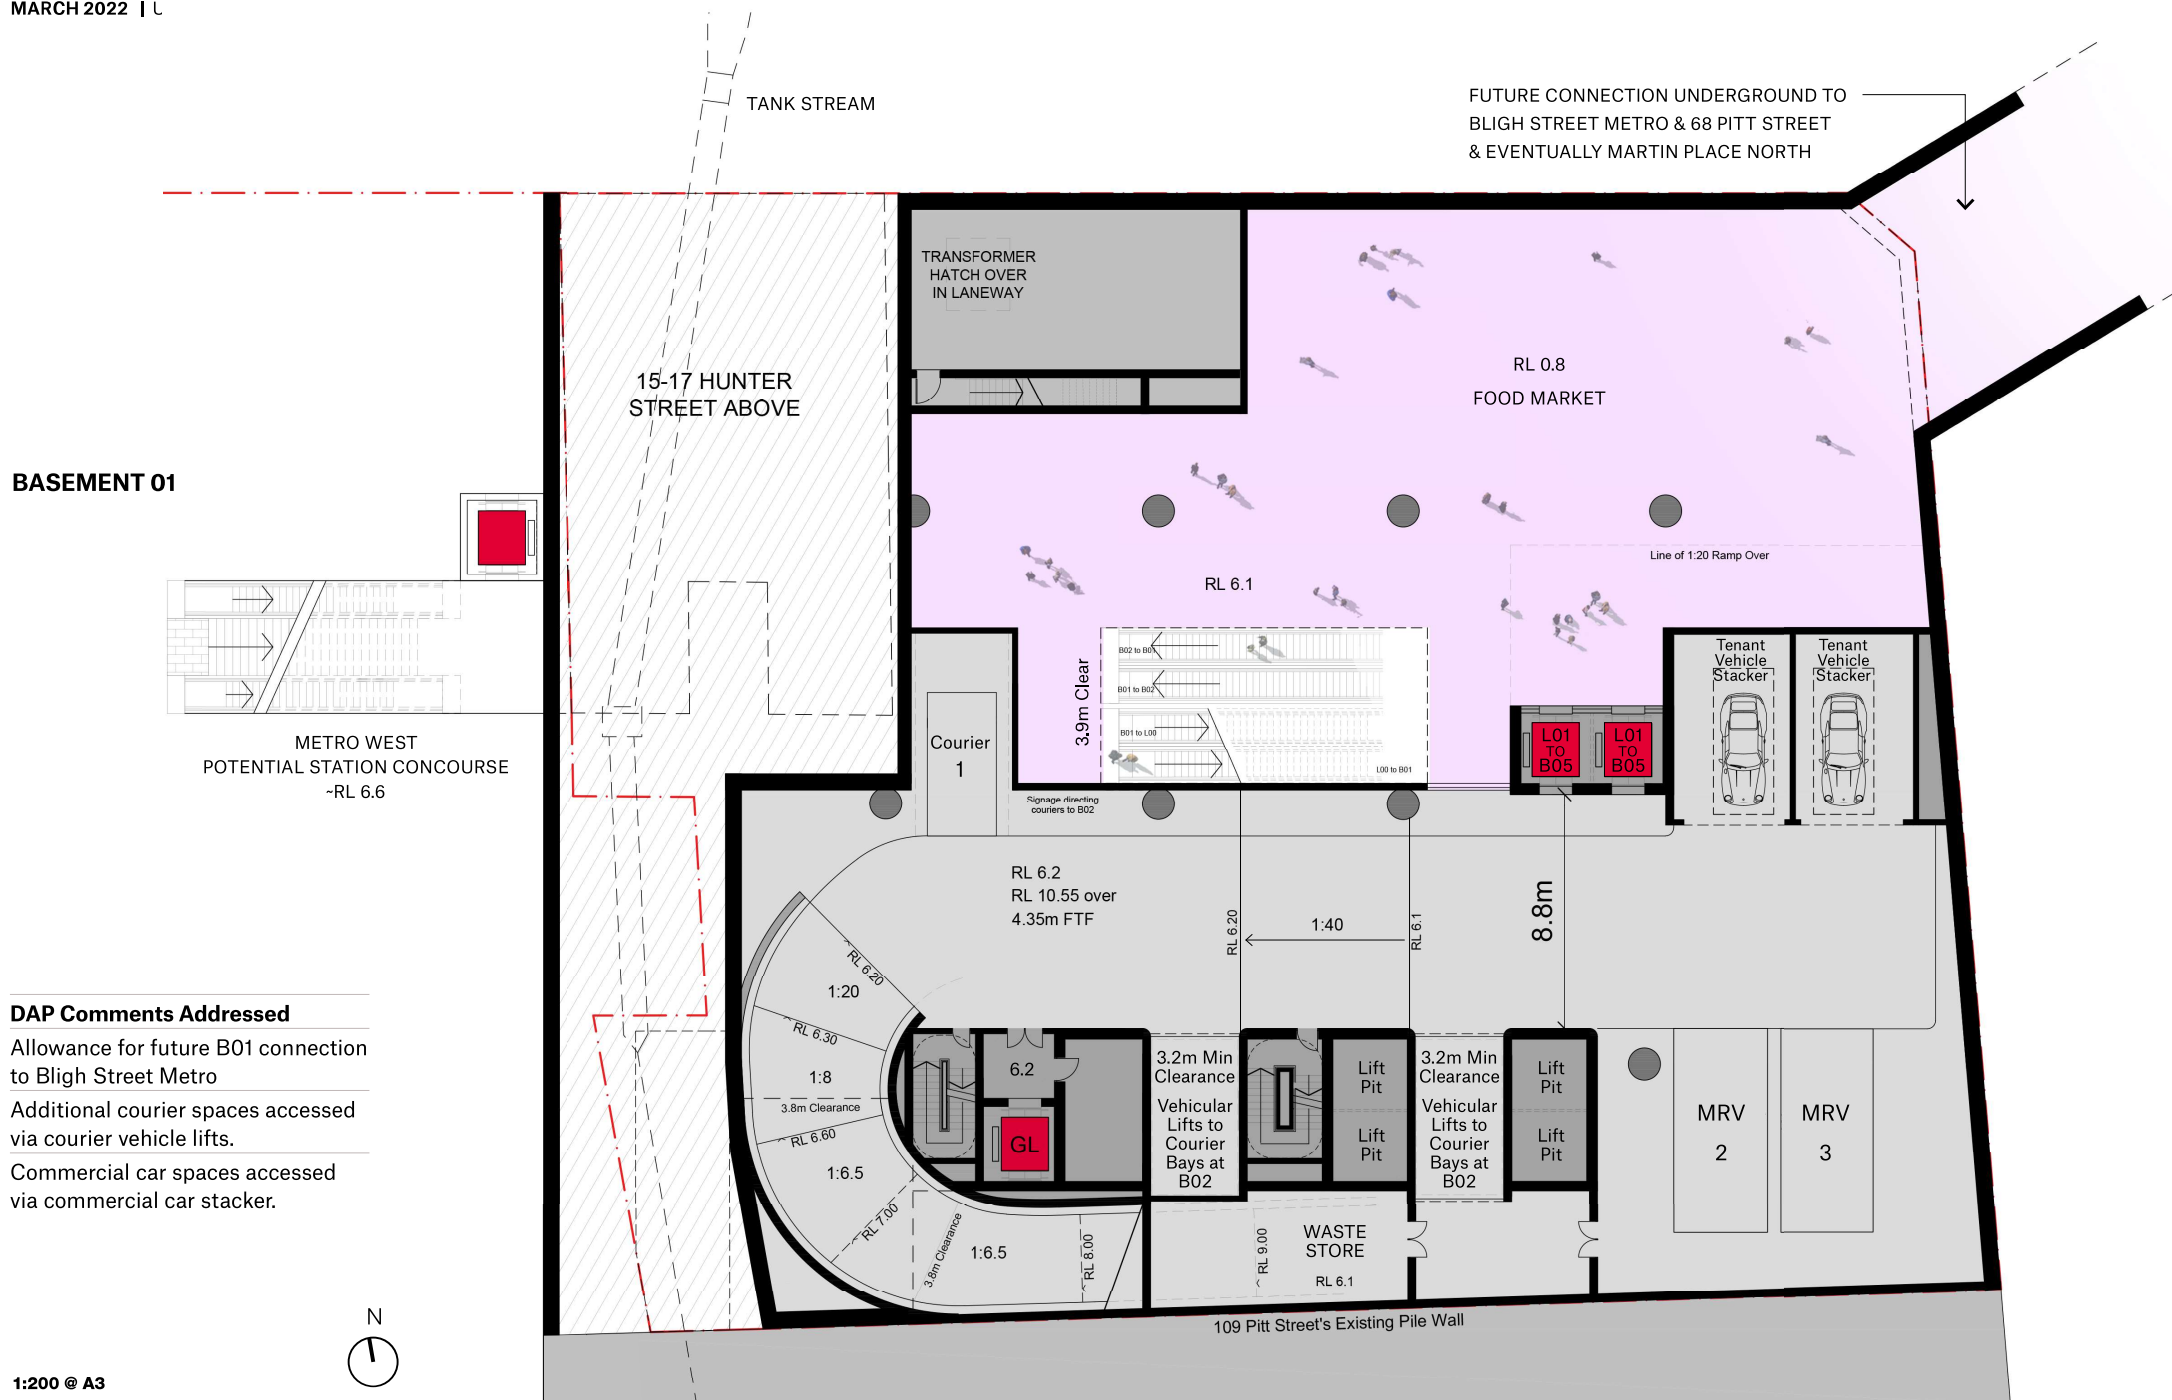 MARCH 2022 |
TANK STREAM
FUTURE CONNECTION UNDERGROUND TO
BLIGH STREET METRO & 68 PITT STREET
& EVENTUALLY MARTIN PLACE NORTH
TRANSFORMER
HATCH OVER
IN LANEWAY
15-17 HUNTER
STREET ABOVE
RL 0.8
FOOD MARKET
BASEMENT 01
Line of 1:20 Ramp Over
RL 6.1
METRO WEST
POTENTIAL STATION CONCOURSE
~RL 6.6
Courier
1
3.9m Clear
B02 to B01
B01 to B02
B01 to L00
L00 to B01
Signage directing
couriers to B02
L01
TO
B05
L01
TO
B05
Tenant
Vehicle
Stacker
Tenant
Vehicle
Stacker
RL 6.2
RL 10.55 over
4.35m FTF
RL 6.20
1:40
RL 6.1
8.8m
RL 6.20
1:20
RL 6.30
1:8
3.8m Clearance
RL 6.60
1:6.5
RL 7.00
3.8m Clearance
1:6.5
RL 8.00
6.2
GL
3.2m Min
Clearance
Vehicular
Lifts to
Courier
Bays at
B02
Lift
Pit
Lift
Pit
3.2m Min
Clearance
Vehicular
Lifts to
Courier
Bays at
B02
Lift
Pit
Lift
Pit
MRV
2
MRV
3
RL 9.00
WASTE
STORE
RL 6.1
109 Pitt Street's Existing Pile Wall
DAP Comments Addressed
Allowance for future B01 connection
to Bligh Street Metro
Additional courier spaces accessed
via courier vehicle lifts.
Commercial car spaces accessed
via commercial car stacker.
N
1:200 @ A3